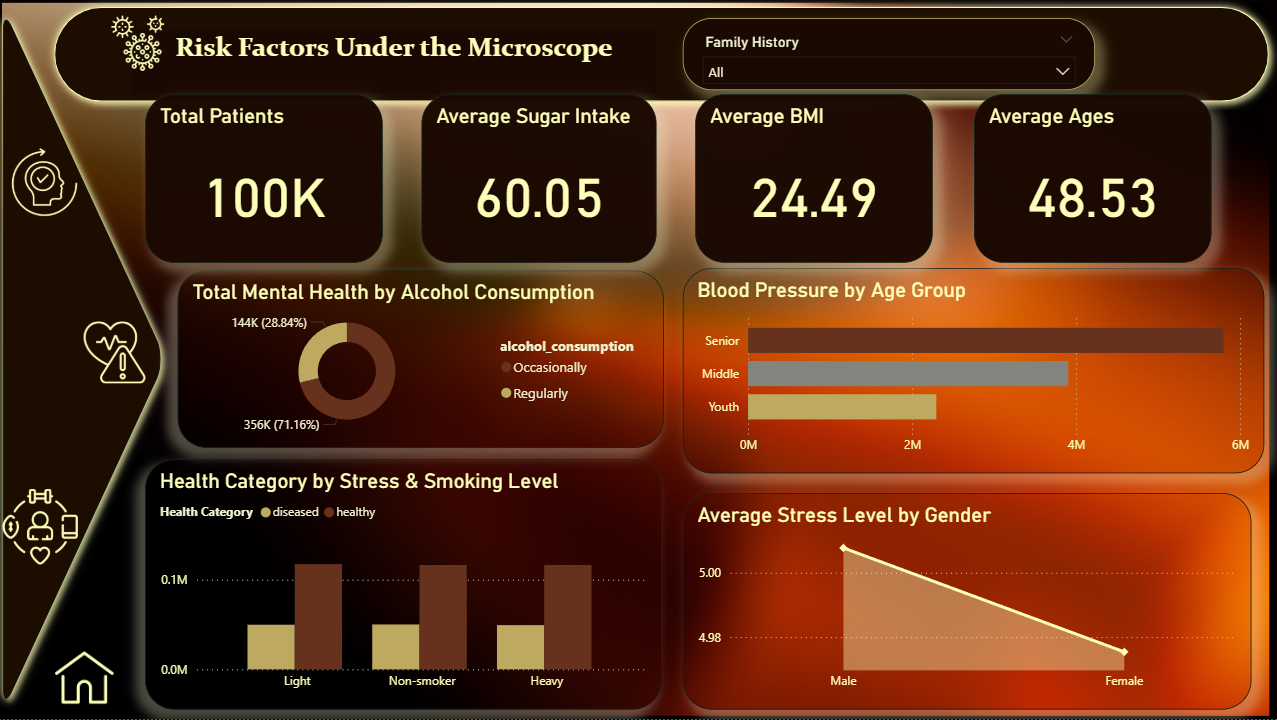 Risk Factors Under the Microscope
Family History
All
Total Patients
100K
Average Sugar Intake
60.05
Average BMI
24.49
Average Ages
48.53
Total Mental Health by Alcohol Consumption
144K (28.84%)
356K (71.16%)
alcohol_consumption
Occasionally
Regularly
Blood Pressure by Age Group
Senior
Middle
Youth
0M 2M 4M 6M
Health Category by Stress & Smoking Level
Health Category diseased healthy
0.1M
0.0M
Light Non-smoker Heavy
Average Stress Level by Gender
5.00
4.98
Male Female